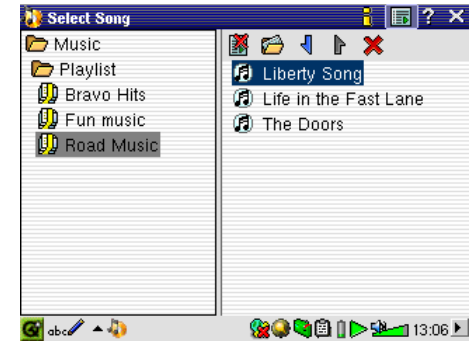 Select Song
?
Music
Playlist
Bravo Hits
Fun music
Road Music
Liberty Song
Life in the Fast Lane
The Doors
abc
13:06